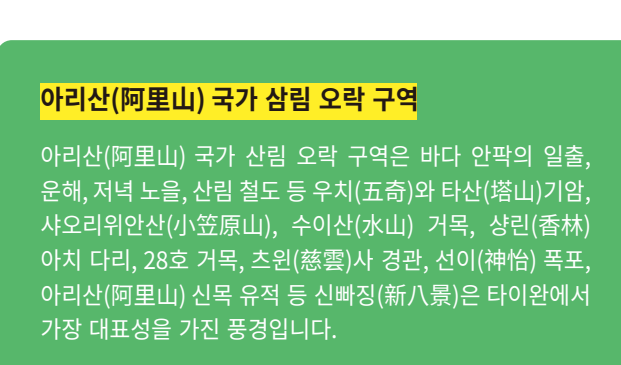 아리산(阿里山) 국가 삼림 오락 구역
아리산(阿里山) 국가 산림 오락 구역은 바다 안팍의 일출,
운해, 저녁 노을, 산림 철도 등 우치(五奇)와 타산(塔山)기암,
샤오리위안산(小笠原山), 수이산(水山) 거목, 샹린(香林)
아치 다리, 28호 거목, 츠윈(慈雲)사 경관, 선이(神怡) 폭포,
아리산(阿里山) 신목 유적 등 신빠징(新八景)은 타이완에서
가장 대표성을 가진 풍경입니다.